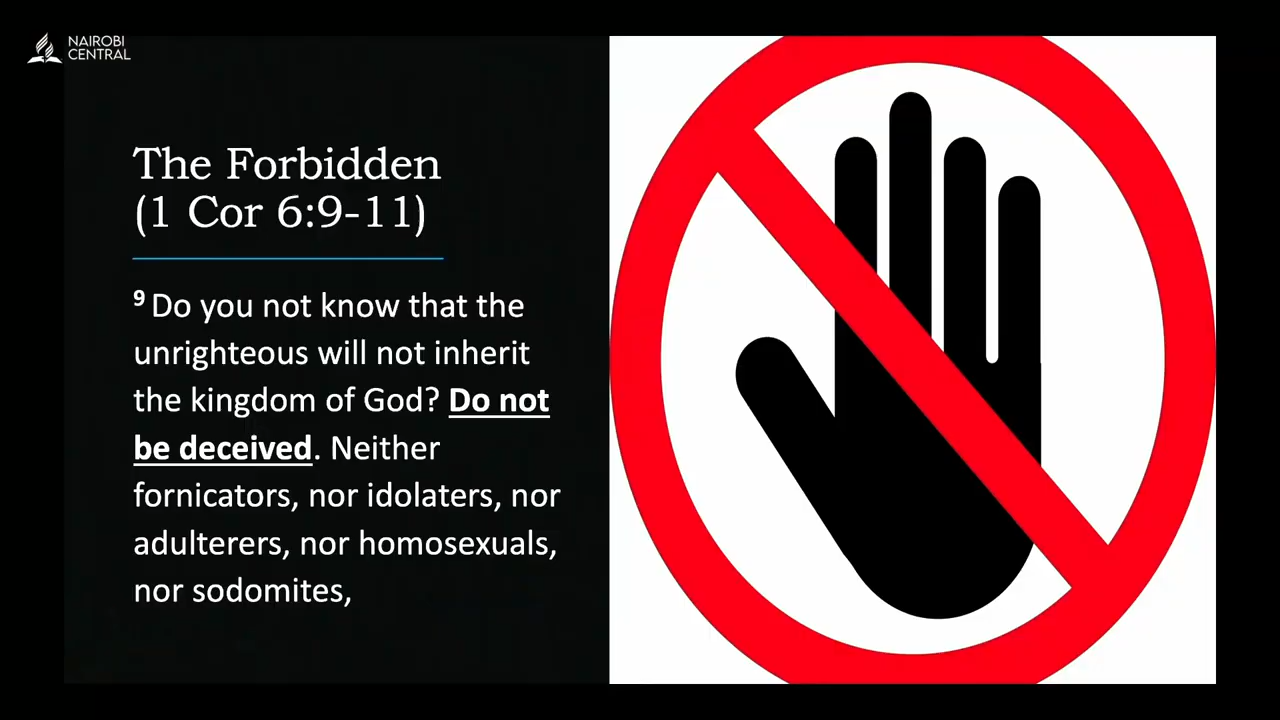 NAIROBI
CENTRAL
The Forbidden
(1 Cor 6:9-11)
9 Do you not know that the
unrighteous will not inherit
the kingdom of God? Do not
be deceived. Neither
fornicators, nor idolaters, nor
adulterers, nor homosexuals,
nor sodomites,